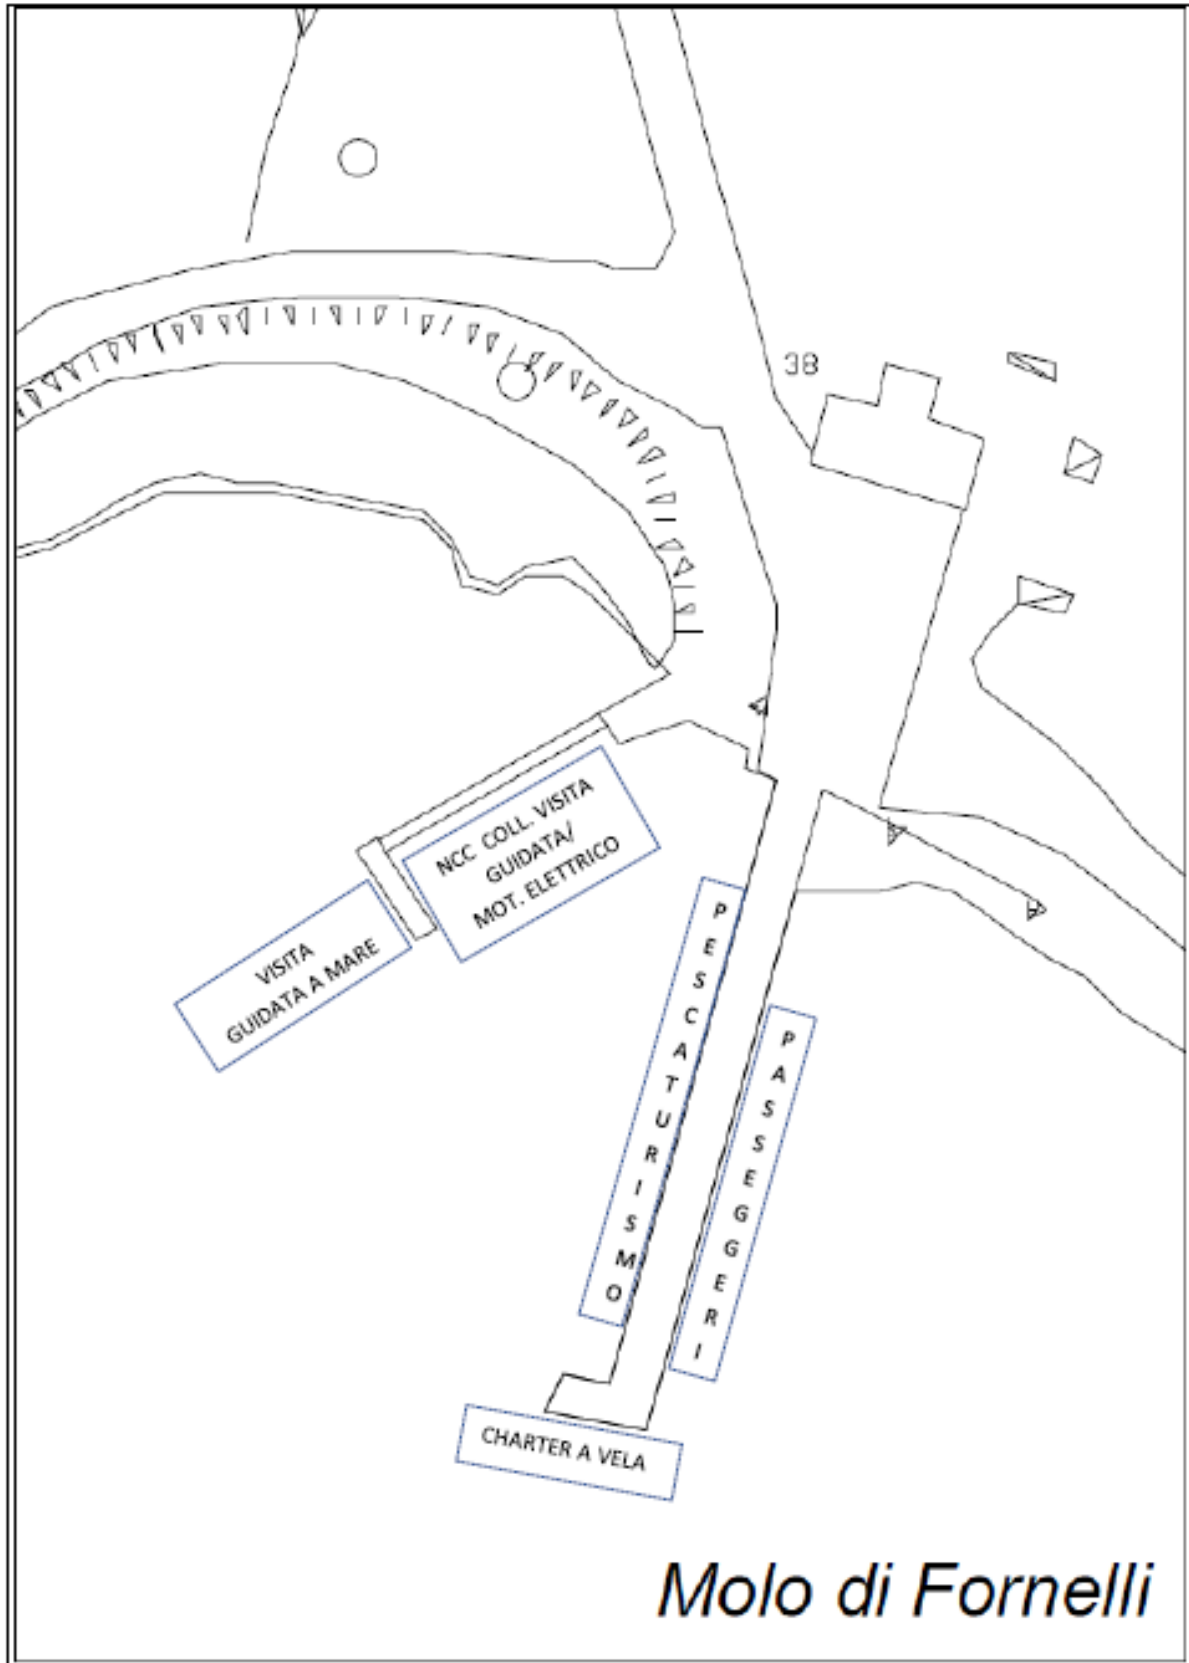 38
NCC COLL. VISITA
GUIDATA/
MOT. ELETTRICO
VISITA
GUIDATA A MARE
PESCATURISMO
PASSEGGERI
CHARTER A VELA
Molo di Fornelli